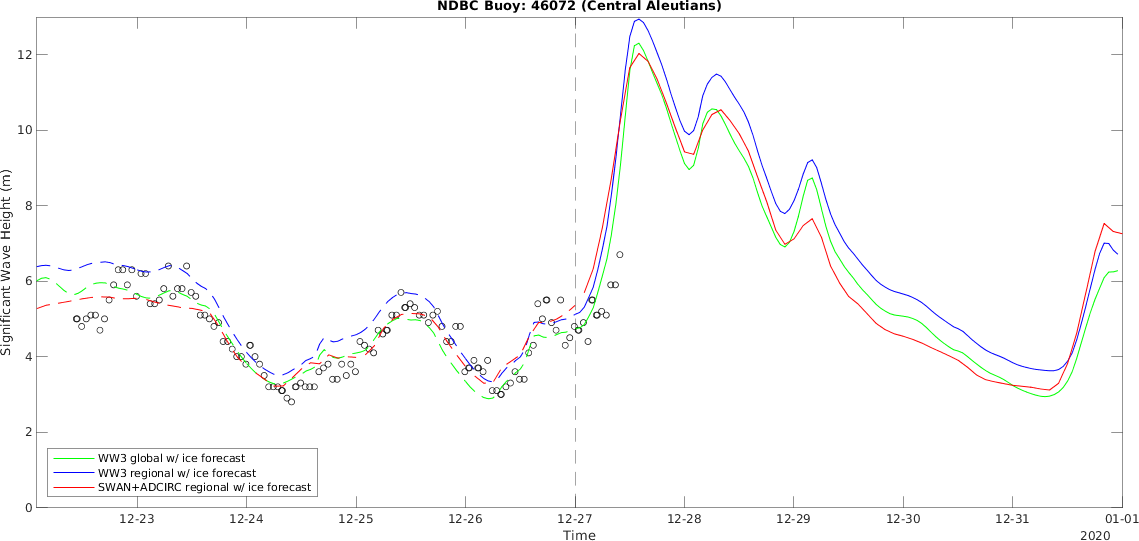 NDBC Buoy: 46072 (Central Aleutians)
Significant Wave Height (m)
12
10
8
6
4
2
0
WW3 global w/ ice forecast
WW3 regional w/ ice forecast
SWAN+ADCIRC regional w/ ice forecast
12-23 12-24 12-25 12-26 12-27 12-28 12-29 12-30 12-31 01-01
Time
2020